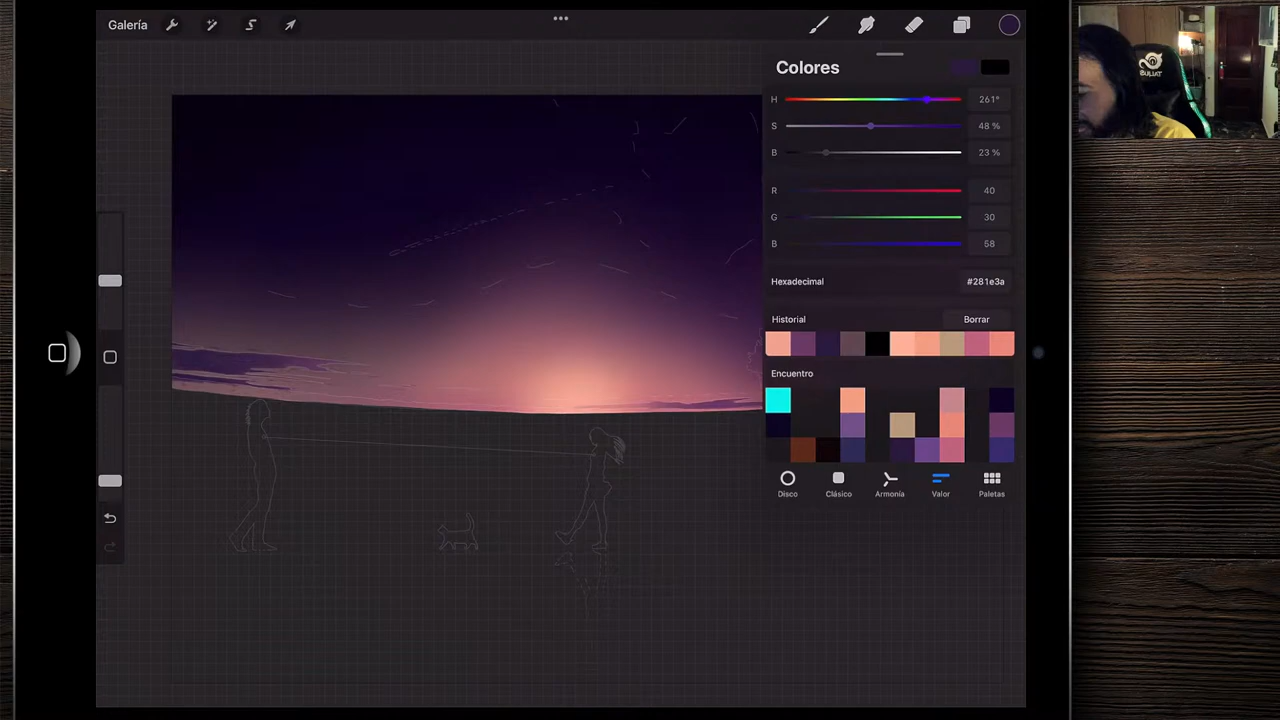 Galería
Colores
H 261°
S 48 %
B 23 %
R 40
G 30
B 58
Hexadecimal #281e3a
Historial Borrar
Encuentro
Disco Clásico Armonía Valor Paletas